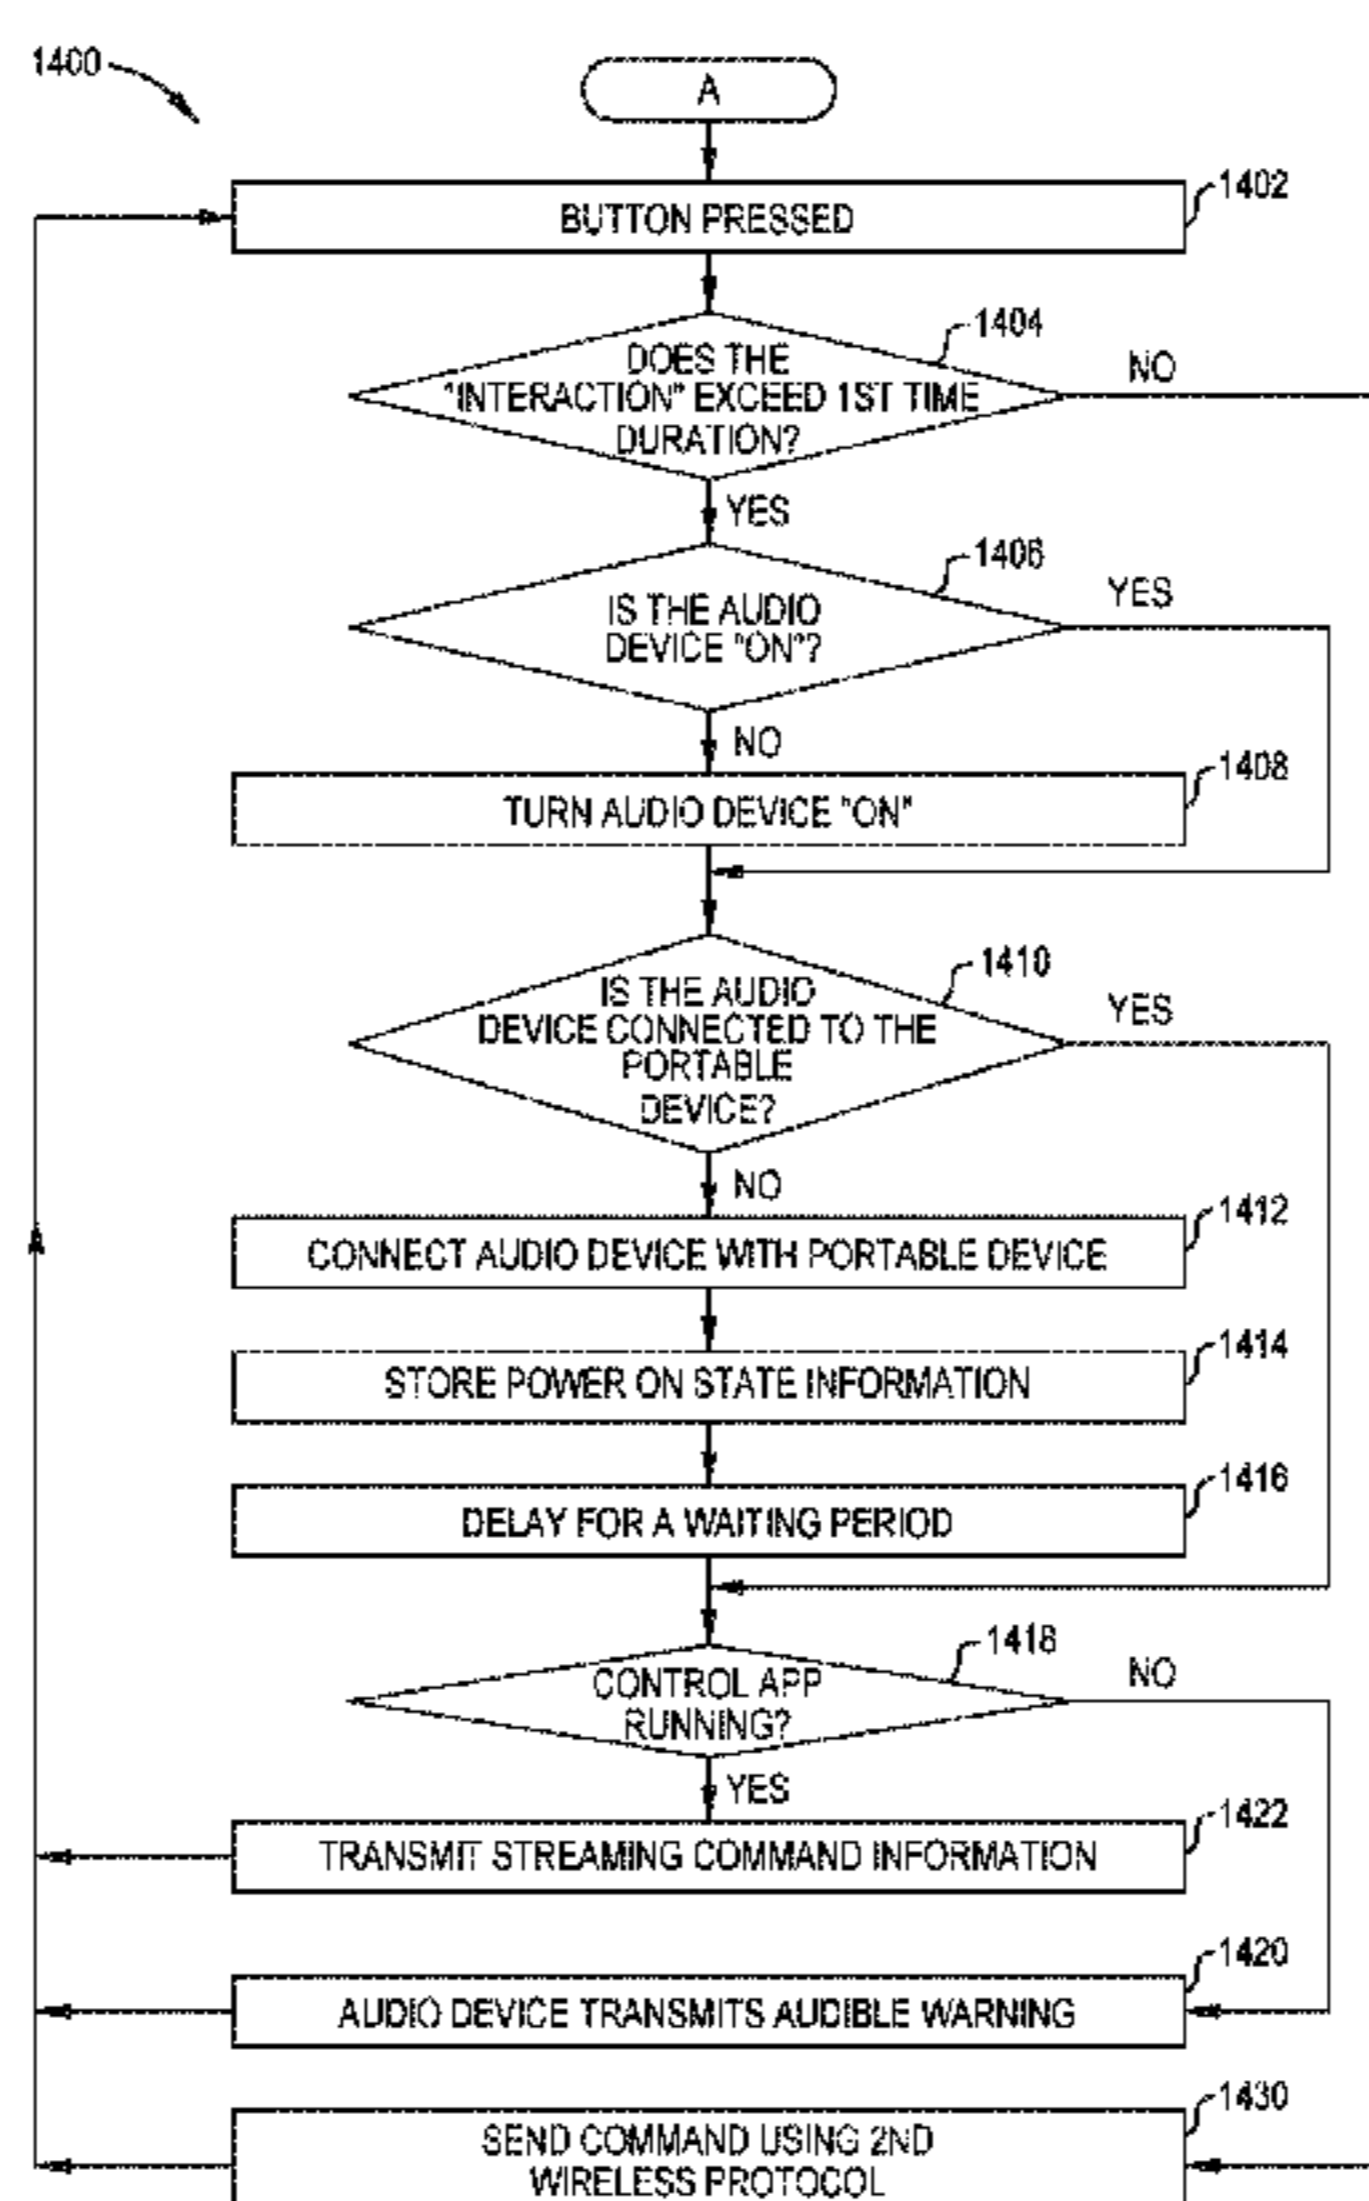 1400
A
BUTTON PRESSED
1402
1404
DOES THE
"INTERACTION" EXCEED 1ST TIME
DURATION?
NO
YES
1406
IS THE AUDIO
DEVICE "ON"?
YES
NO
1408
TURN AUDIO DEVICE "ON"
1410
IS THE AUDIO
DEVICE CONNECTED TO THE
PORTABLE
DEVICE?
YES
NO
1412
CONNECT AUDIO DEVICE WITH PORTABLE DEVICE
1414
STORE POWER ON STATE INFORMATION
1416
DELAY FOR A WAITING PERIOD
1418
CONTROL APP
RUNNING?
NO
YES
1422
TRANSMIT STREAMING COMMAND INFORMATION
1420
AUDIO DEVICE TRANSMITS AUDIBLE WARNING
1430
SEND COMMAND USING 2ND
WIRELESS PROTOCOL